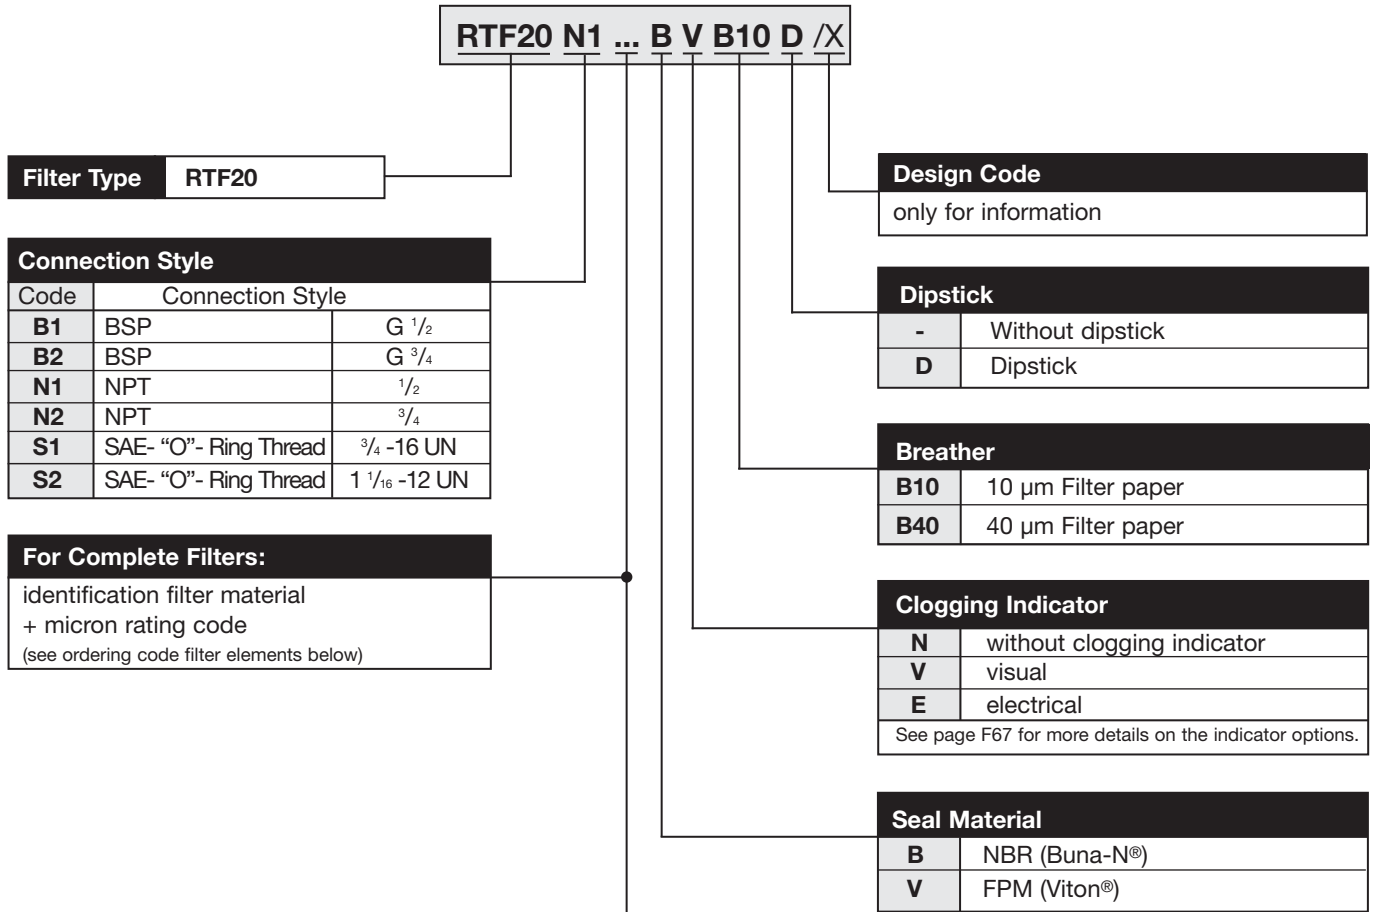 RTF20 N1 ... B V B10 D /X
Filter Type RTF20
Connection Style
Code Connection Style
B1 BSP G 1/2
B2 BSP G 3/4
N1 NPT 1/2
N2 NPT 3/4
S1 SAE- “O”- Ring Thread 3/4 -16 UN
S2 SAE- “O”- Ring Thread 1 1/16 -12 UN
For Complete Filters:
identification filter material
+ micron rating code
(see ordering code filter elements below)
Design Code
only for information
Dipstick
- Without dipstick
D Dipstick
Breather
B10 10 µm Filter paper
B40 40 µm Filter paper
Clogging Indicator
N without clogging indicator
V visual
E electrical
See page F67 for more details on the indicator options.
Seal Material
B NBR (Buna-N®)
V FPM (Viton®)